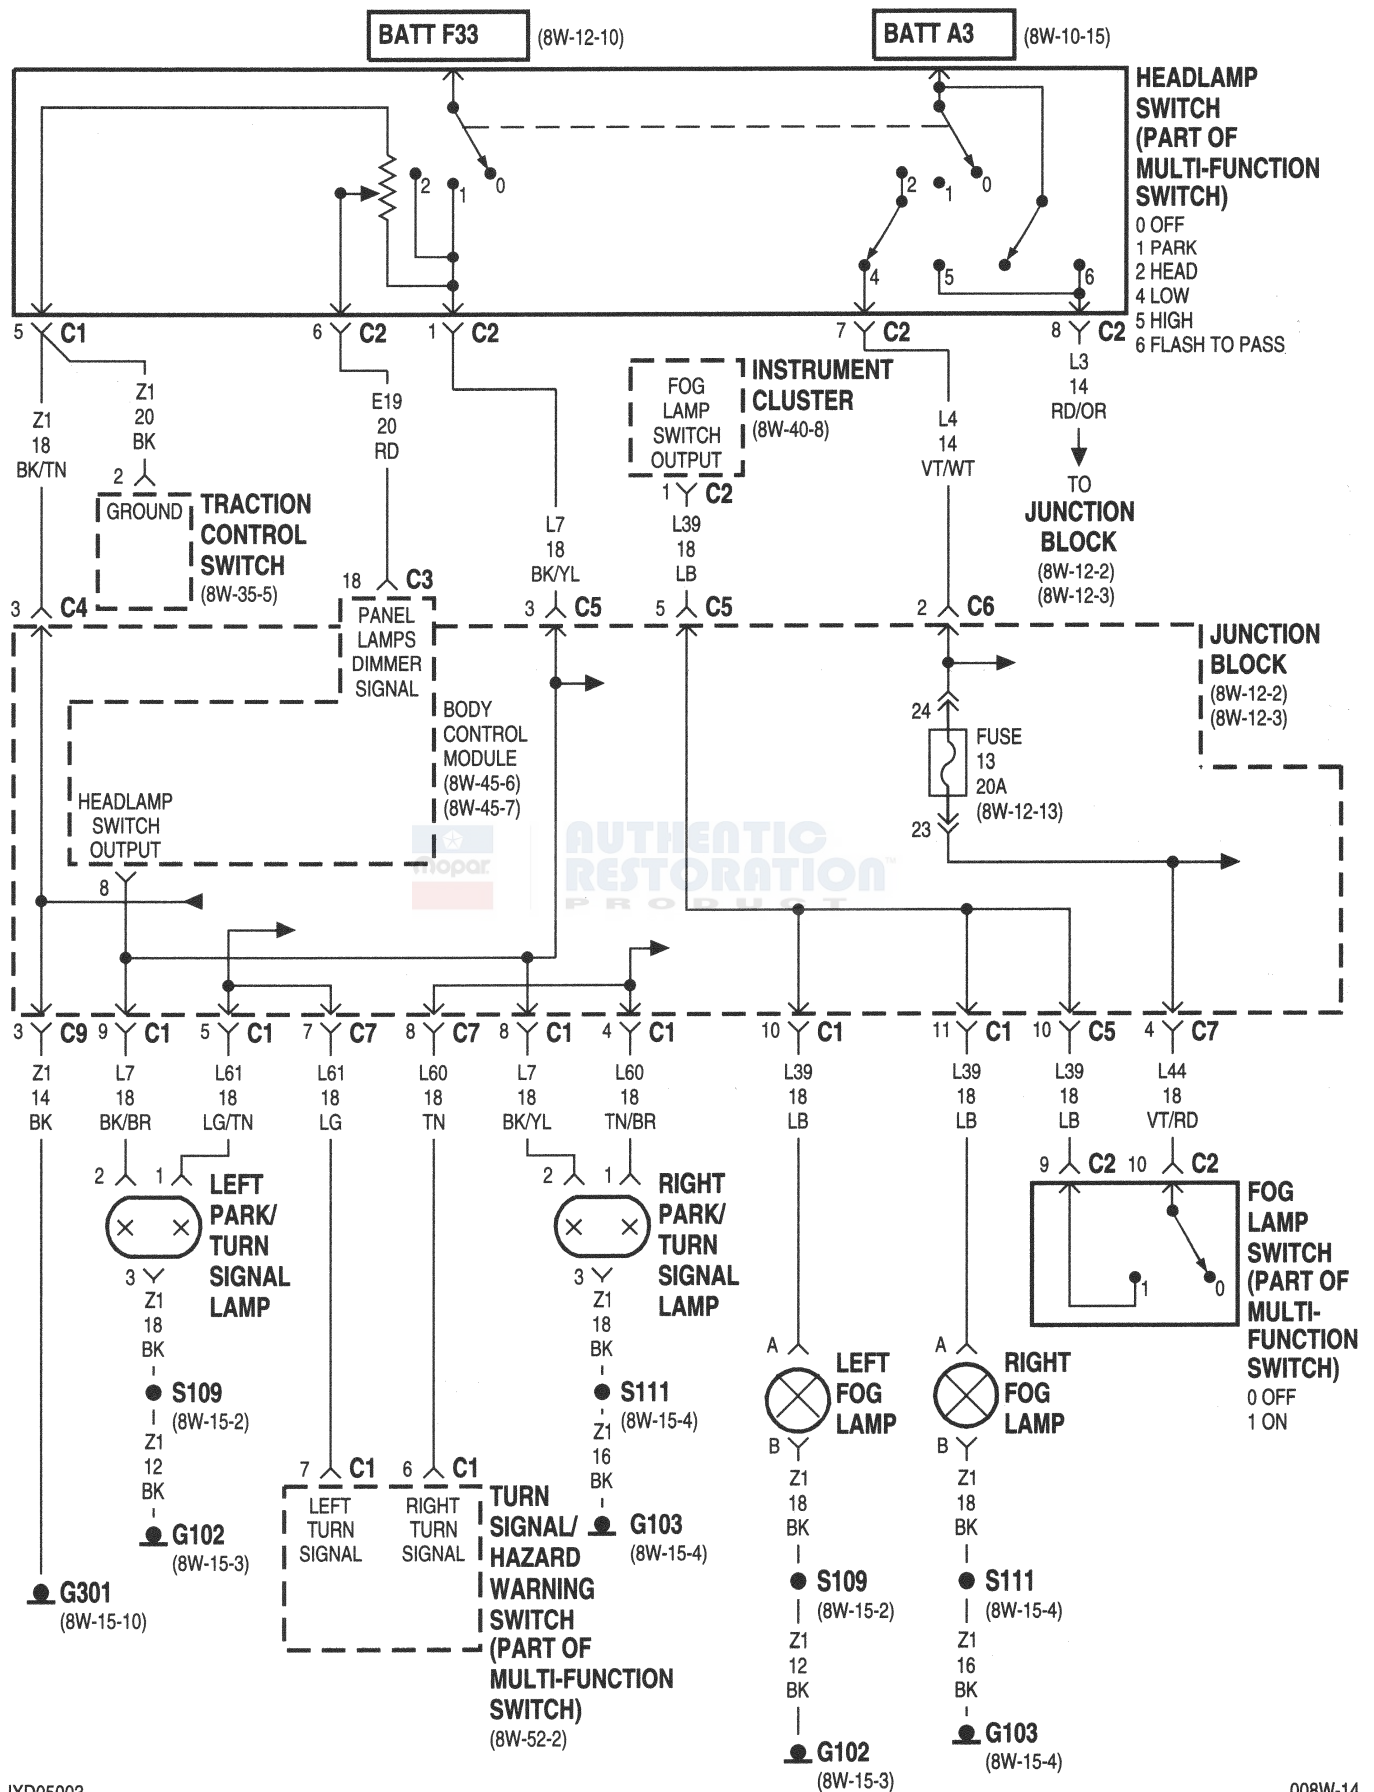 BATT F33
(8W-12-10)
BATT A3
(8W-10-15)
HEADLAMP
SWITCH
(PART OF
MULTI-FUNCTION
SWITCH)
0 OFF
1 PARK
2 HEAD
4 LOW
5 HIGH
6 FLASH TO PASS
2
1
0
2
1
0
4
5
6
5 C1
6 C2
1 C2
7 C2
8 C2
Z1
18
BK/TN
Z1
20
BK
2
GROUND
TRACTION
CONTROL
SWITCH
(8W-35-5)
E19
20
RD
L7
18
BK/YL
FOG
LAMP
SWITCH
OUTPUT
INSTRUMENT
CLUSTER
(8W-40-8)
1 C2
L39
18
LB
L4
14
VT/WT
L3
14
RD/OR
TO
JUNCTION
BLOCK
(8W-12-2)
(8W-12-3)
3 C4
18 C3
3 C5
5 C5
2 C6
PANEL
LAMPS
DIMMER
SIGNAL
BODY
CONTROL
MODULE
(8W-45-6)
(8W-45-7)
HEADLAMP
SWITCH
OUTPUT
8
JUNCTION
BLOCK
(8W-12-2)
(8W-12-3)
24
FUSE
13
20A
(8W-12-13)
23
Mopar
AUTHENTIC
RESTORATION™
PRODUCT
3 C9
9 C1
5 C1
7 C7
8 C7
8 C1
4 C1
10 C1
11 C1
10 C5
4 C7
Z1
14
BK
L7
18
BK/BR
L61
18
LG/TN
L61
18
LG
L60
18
TN
L7
18
BK/YL
L60
18
TN/BR
L39
18
LB
L39
18
LB
L39
18
LB
L44
18
VT/RD
2
1
LEFT
PARK/
TURN
SIGNAL
LAMP
3
Z1
18
BK
S109
(8W-15-2)
Z1
12
BK
G102
(8W-15-3)
G301
(8W-15-10)
2
1
RIGHT
PARK/
TURN
SIGNAL
LAMP
3
Z1
18
BK
S111
(8W-15-4)
Z1
16
BK
G103
(8W-15-4)
7 C1
6 C1
LEFT
TURN
SIGNAL
RIGHT
TURN
SIGNAL
TURN
SIGNAL/
HAZARD
WARNING
SWITCH
(PART OF
MULTI-FUNCTION
SWITCH)
(8W-52-2)
9 C2
10 C2
1
0
FOG
LAMP
SWITCH
(PART OF
MULTI-
FUNCTION
SWITCH)
0 OFF
1 ON
A
LEFT
FOG
LAMP
B
Z1
18
BK
S109
(8W-15-2)
Z1
12
BK
G102
(8W-15-3)
A
RIGHT
FOG
LAMP
B
Z1
18
BK
S111
(8W-15-4)
Z1
16
BK
G103
(8W-15-4)
008W-14